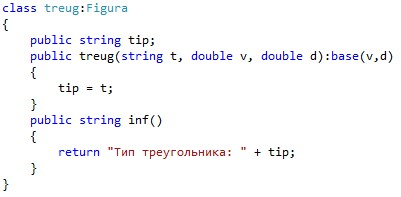 class treug:Figura
{
    public string tip;
    public treug(string t, double v, double d):base(v,d)
    {
        tip = t;
    }
    public string inf()
    {
        return "Тип треугольника: " + tip;
    }
}